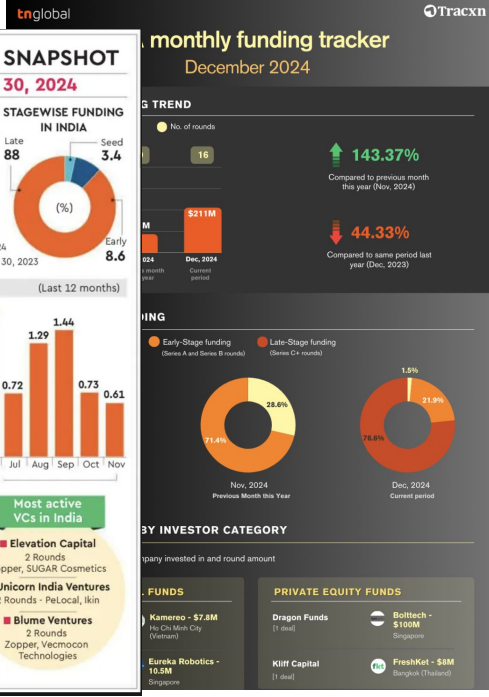 tnglobal
Tracxn
monthly funding tracker
December 2024
SNAPSHOT
30, 2024
STAGEWISE FUNDING
IN INDIA
Late
88
Seed
3.4
(%)
Early
8.6
30, 2023
(Last 12 months)
0.72
1.29
1.44
0.73
0.61
Jul
Aug
Sep
Oct
Nov
Most active
VCs in India
Elevation Capital
2 Rounds
SUGAR Cosmetics
Unicorn India Ventures
Rounds - PeLocal, Ikin
Blume Ventures
2 Rounds
Zopper, Vecmocon
Technologies
TREND
No. of rounds
16
$211M
Dec, 2024
Current
period
month
year
143.37%
Compared to previous month
this year (Nov, 2024)
44.33%
Compared to same period last
year (Dec, 2023)
Early-Stage funding
(Series A and Series B rounds)
Late-Stage funding
(Series C+ rounds)
28.6%
71.4%
Nov, 2024
Previous Month this Year
1.5%
21.9%
76.6%
Dec, 2024
Current period
BY INVESTOR CATEGORY
invested in and round amount
FUNDS
Kamereo - $7.8M
Ho Chi Minh City
(Vietnam)
Eureka Robotics -
10.5M
Singapore
PRIVATE EQUITY FUNDS
Dragon Funds
[1 deal]
Bolttech -
$100M
Singapore
Kliff Capital
[1 deal]
fkt
FreshKet - $8M
Bangkok (Thailand)